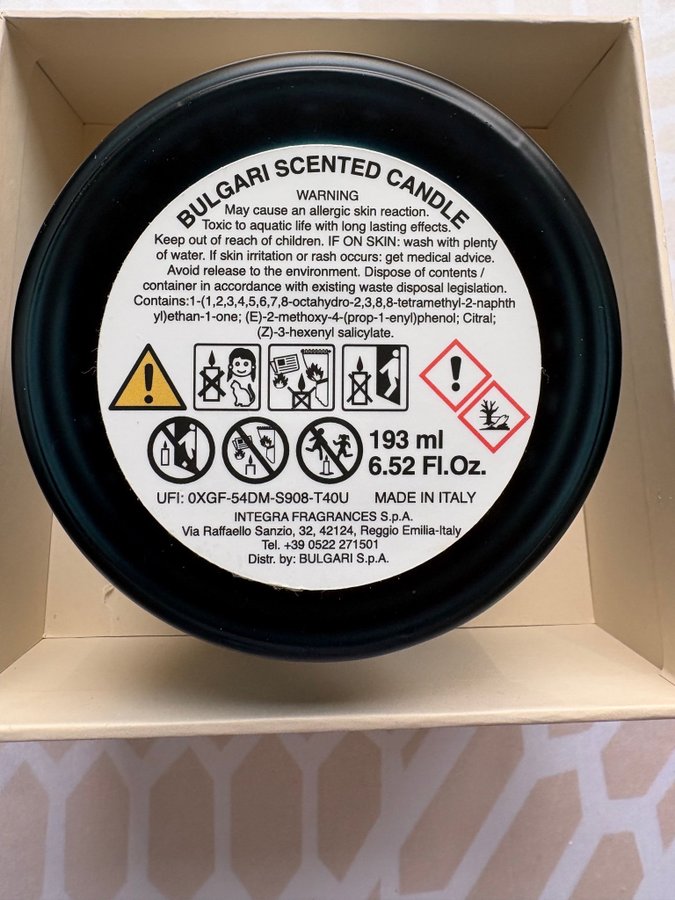 BULGARI SCENTED CANDLE
WARNING
May cause an allergic skin reaction.
Toxic to aquatic life with long lasting effects.
Keep out of reach of children. IF ON SKIN: wash with plenty
of water. If skin irritation or rash occurs: get medical advice.
Avoid release to the environment. Dispose of contents /
container in accordance with existing waste disposal legislation.
Contains:1-(1,2,3,4,5,6,7,8-octahydro-2,3,8,8-tetramethyl-2-naphth
yl)ethan-1-one; (E)-2-methoxy-4-(prop-1-enyl)phenol; Citral;
(Z)-3-hexenyl salicylate.
193 ml
6.52 Fl.Oz.
UFI: 0XGF-54DM-S908-T40U MADE IN ITALY
INTEGRA FRAGRANCES S.p.A.
Via Raffaello Sanzio, 32, 42124, Reggio Emilia-Italy
Tel. +39 0522 271501
Distr. by: BULGARI S.p.A.